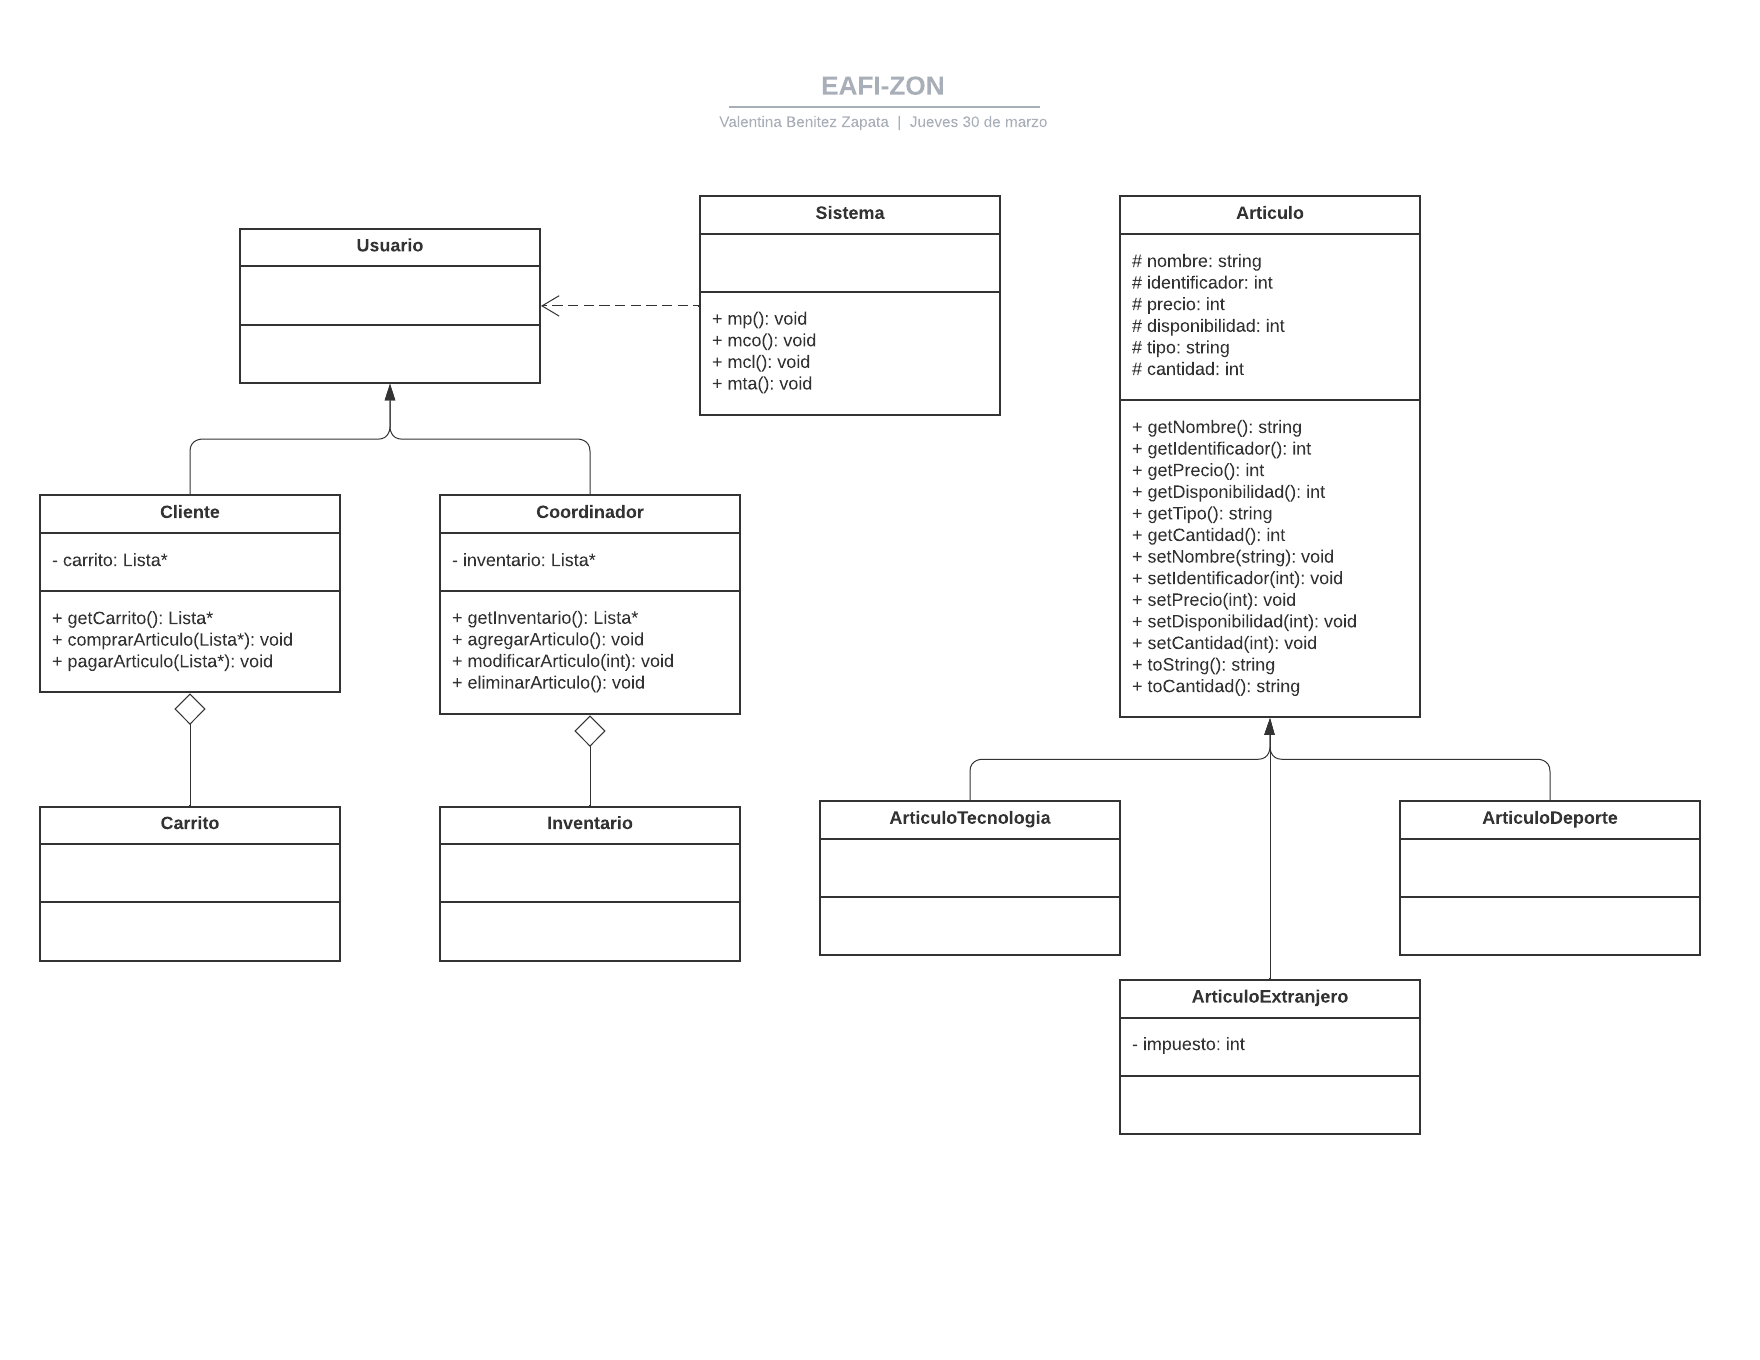 EAFI-ZON
Valentina Benitez Zapata | Jueves 30 de marzo
Usuario
Sistema
+ mp(): void
+ mco(): void
+ mcl(): void
+ mta(): void
Articulo
# nombre: string
# identificador: int
# precio: int
# disponibilidad: int
# tipo: string
# cantidad: int
+ getNombre(): string
+ getIdentificador(): int
+ getPrecio(): int
+ getDisponibilidad(): int
+ getTipo(): string
+ getCantidad(): int
+ setNombre(string): void
+ setIdentificador(int): void
+ setPrecio(int): void
+ setDisponibilidad(int): void
+ setCantidad(int): void
+ toString(): string
+ toCantidad(): string
Cliente
- carrito: Lista*
+ getCarrito(): Lista*
+ comprarArticulo(Lista*): void
+ pagarArticulo(Lista*): void
Coordinador
- inventario: Lista*
+ getInventario(): Lista*
+ agregarArticulo(): void
+ modificarArticulo(int): void
+ eliminarArticulo(): void
Carrito
Inventario
ArticuloTecnologia
ArticuloDeporte
ArticuloExtranjero
- impuesto: int